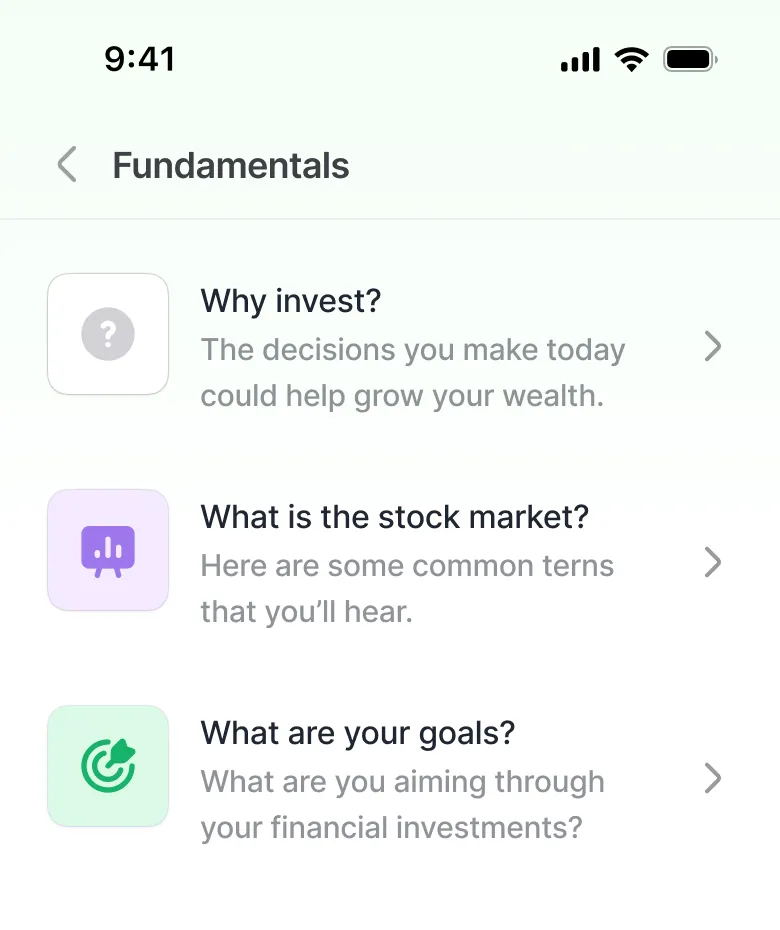 9:41
Fundamentals
?
Why invest?
The decisions you make today
could help grow your wealth.
What is the stock market?
Here are some common terns
that you’ll hear.
What are your goals?
What are you aiming through
your financial investments?